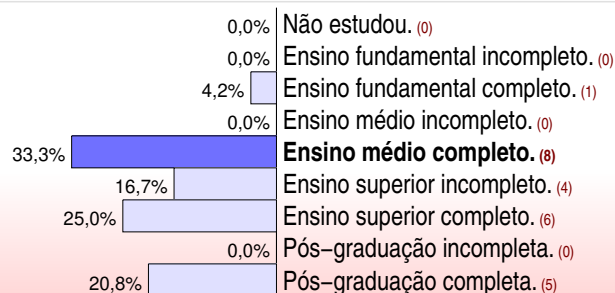 0,0% Não estudou. (0)
0,0% Ensino fundamental incompleto. (0)
4,2% Ensino fundamental completo. (1)
0,0% Ensino médio incompleto. (0)
33,3% Ensino médio completo. (8)
16,7% Ensino superior incompleto. (4)
25,0% Ensino superior completo. (6)
0,0% Pós−graduação incompleta. (0)
20,8% Pós−graduação completa. (5)